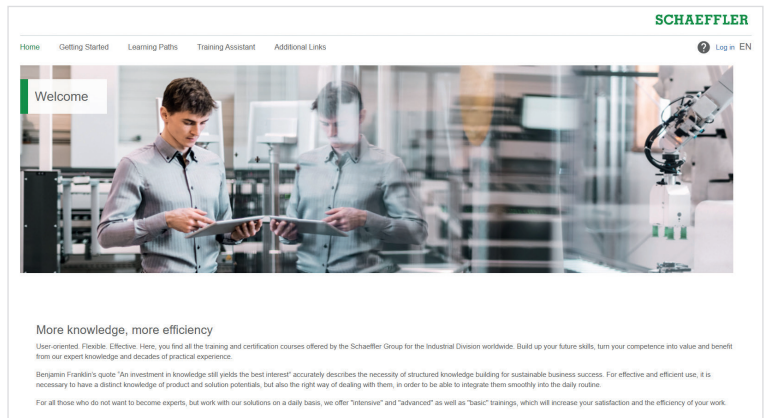 SCHAEFFLER
Home Getting Started Learning Paths Training Assistant Additional Links ? Log in EN
Welcome
More knowledge, more efficiency
User-oriented. Flexible. Effective. Here, you find all the training and certification courses offered by the Schaeffler Group for the Industrial Division worldwide. Build up your future skills, turn your competence into value and benefit
from our expert knowledge and decades of practical experience.
Benjamin Franklin's quote "An investment in knowledge still yields the best interest" accurately describes the necessity of structured knowledge building for sustainable business success. For effective and efficient use, it is
necessary to have a distinct knowledge of product and solution potentials, but also the right way of dealing with them, in order to be able to integrate them smoothly into the daily routine.
For all those who do not want to become experts, but work with our solutions on a daily basis, we offer "intensive" and "advanced" as well as "basic" trainings, which will increase your satisfaction and the efficiency of your work.